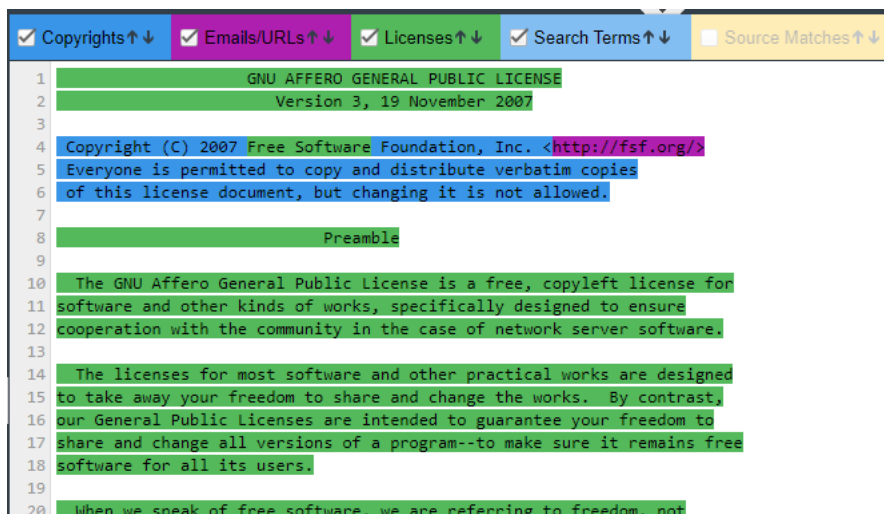 Copyrights↑↓ Emails/URLs↑↓ Licenses↑↓ Search Terms↑↓ Source Matches↑↓
1 GNU AFFERO GENERAL PUBLIC LICENSE
2 Version 3, 19 November 2007
3
4 Copyright (C) 2007 Free Software Foundation, Inc. <http://fsf.org/>
5 Everyone is permitted to copy and distribute verbatim copies
6 of this license document, but changing it is not allowed.
7
8 Preamble
9
10 The GNU Affero General Public License is a free, copyleft license for
11 software and other kinds of works, specifically designed to ensure
12 cooperation with the community in the case of network server software.
13
14 The licenses for most software and other practical works are designed
15 to take away your freedom to share and change the works. By contrast,
16 our General Public Licenses are intended to guarantee your freedom to
17 share and change all versions of a program--to make sure it remains free
18 software for all its users.
19
20 When we speak of free software, we are referring to freedom, not